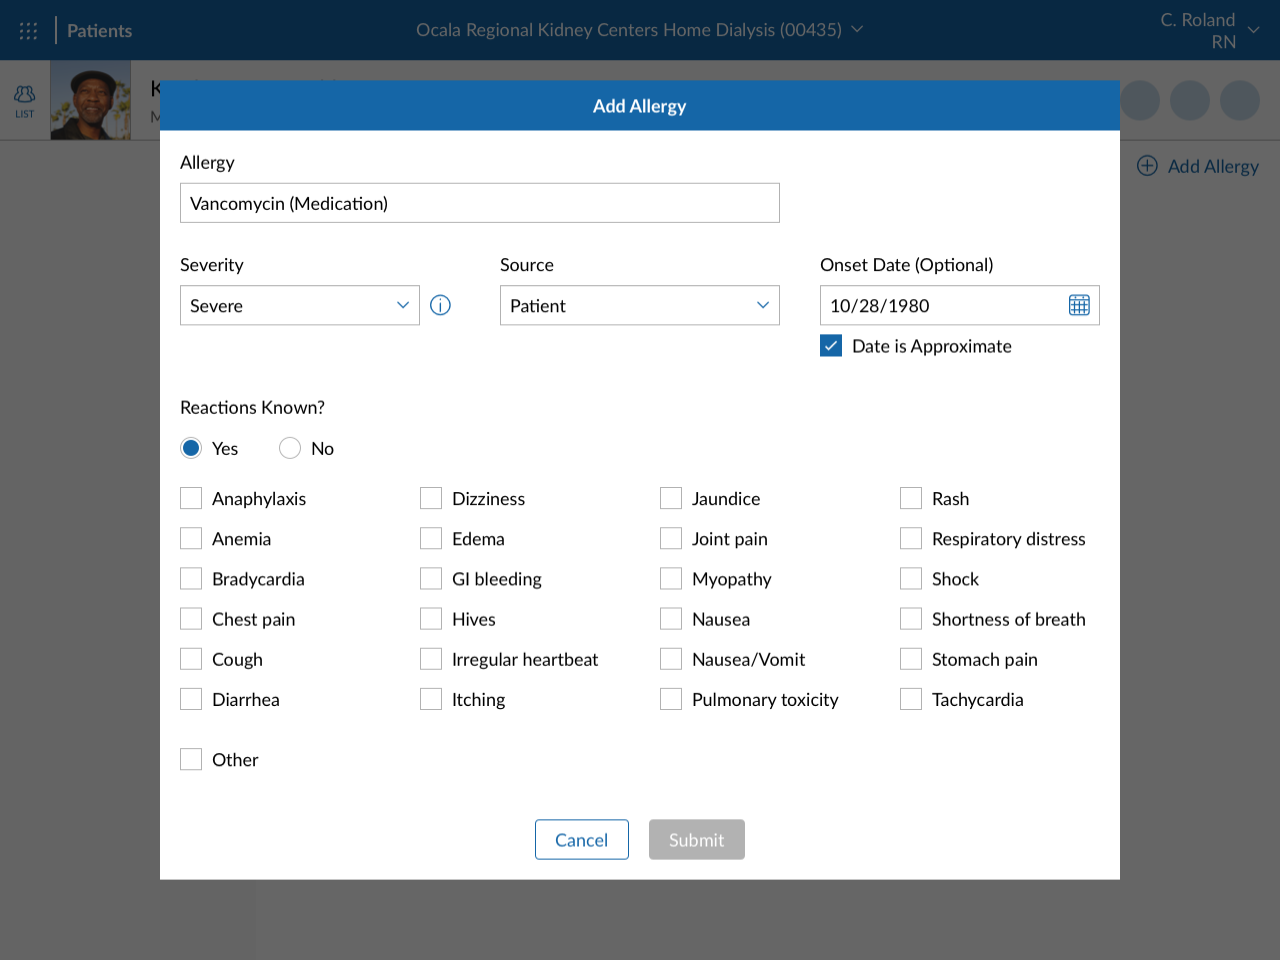 Patients
Ocala Regional Kidney Centers Home Dialysis (00435)
C. Roland
RN
LIST
Add Allergy
Add Allergy
Allergy
Vancomycin (Medication)
Severity
Source
Onset Date (Optional)
Severe
Patient
10/28/1980
Date is Approximate
Reactions Known?
Yes
No
Anaphylaxis
Dizziness
Jaundice
Rash
Anemia
Edema
Joint pain
Respiratory distress
Bradycardia
GI bleeding
Myopathy
Shock
Chest pain
Hives
Nausea
Shortness of breath
Cough
Irregular heartbeat
Nausea/Vomit
Stomach pain
Diarrhea
Itching
Pulmonary toxicity
Tachycardia
Other
Cancel
Submit